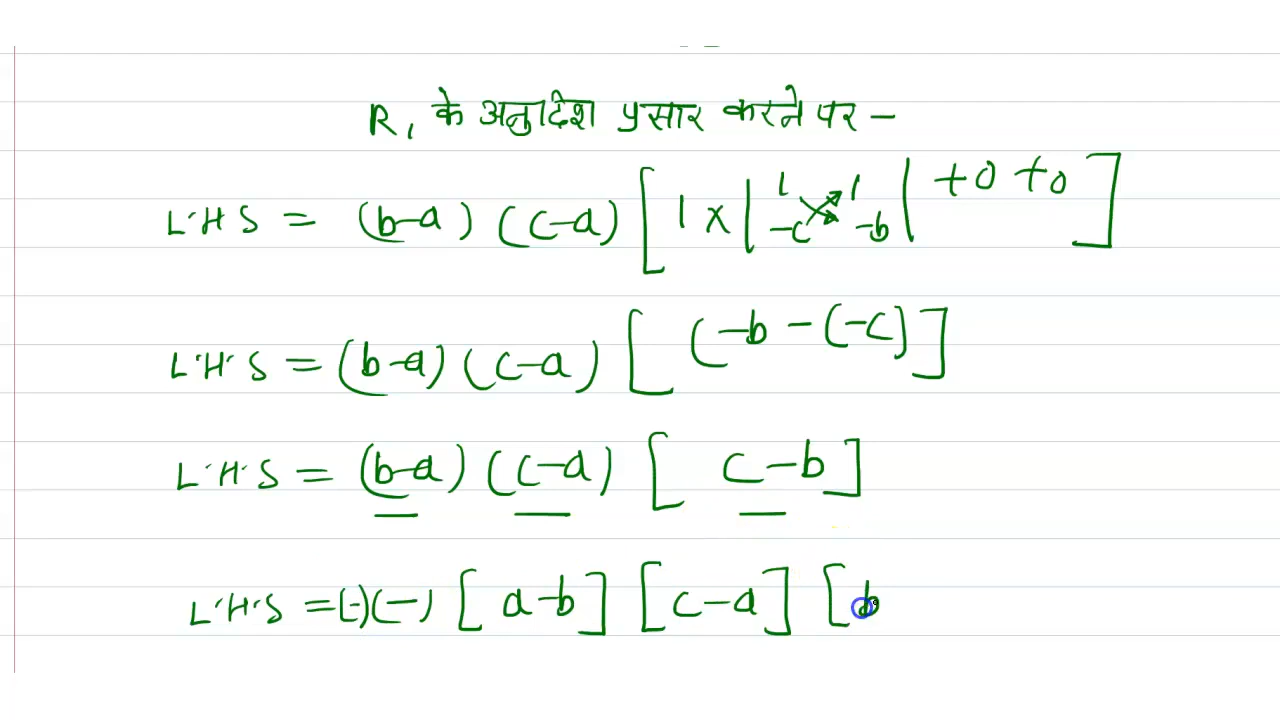 R₁ के अनुदिश प्रसार करने पर –
L.H.S = (b-a) (c-a) [ 1 × | 1 1 | +0 +0 ]
-c -b
L.H.S = (b-a) (c-a) [ (-b - (-c) ]
L.H.S = (b-a) (c-a) [ c-b ]
L.H.S = (-)(-) [ a-b ] [ c-a ] [ b